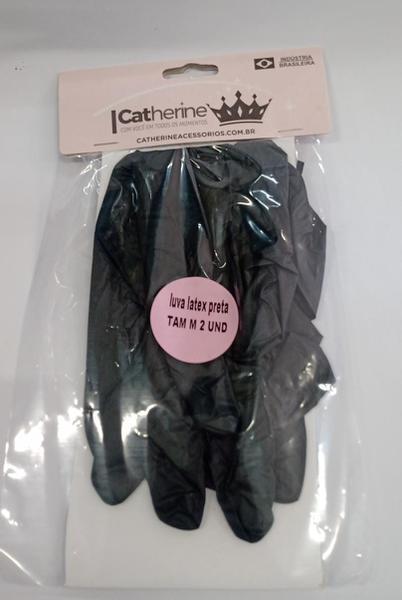 INDÚSTRIA
BRASILEIRA
Catherine
COM VOCÊ EM TODOS OS MOMENTOS
CATHERINEACESSORIOS.COM.BR
luva latex preta
TAM M 2 UND